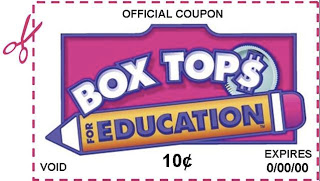 OFFICIAL COUPON
BOX TOP$
FOR EDUCATION
VOID
10¢
EXPIRES
0/00/00